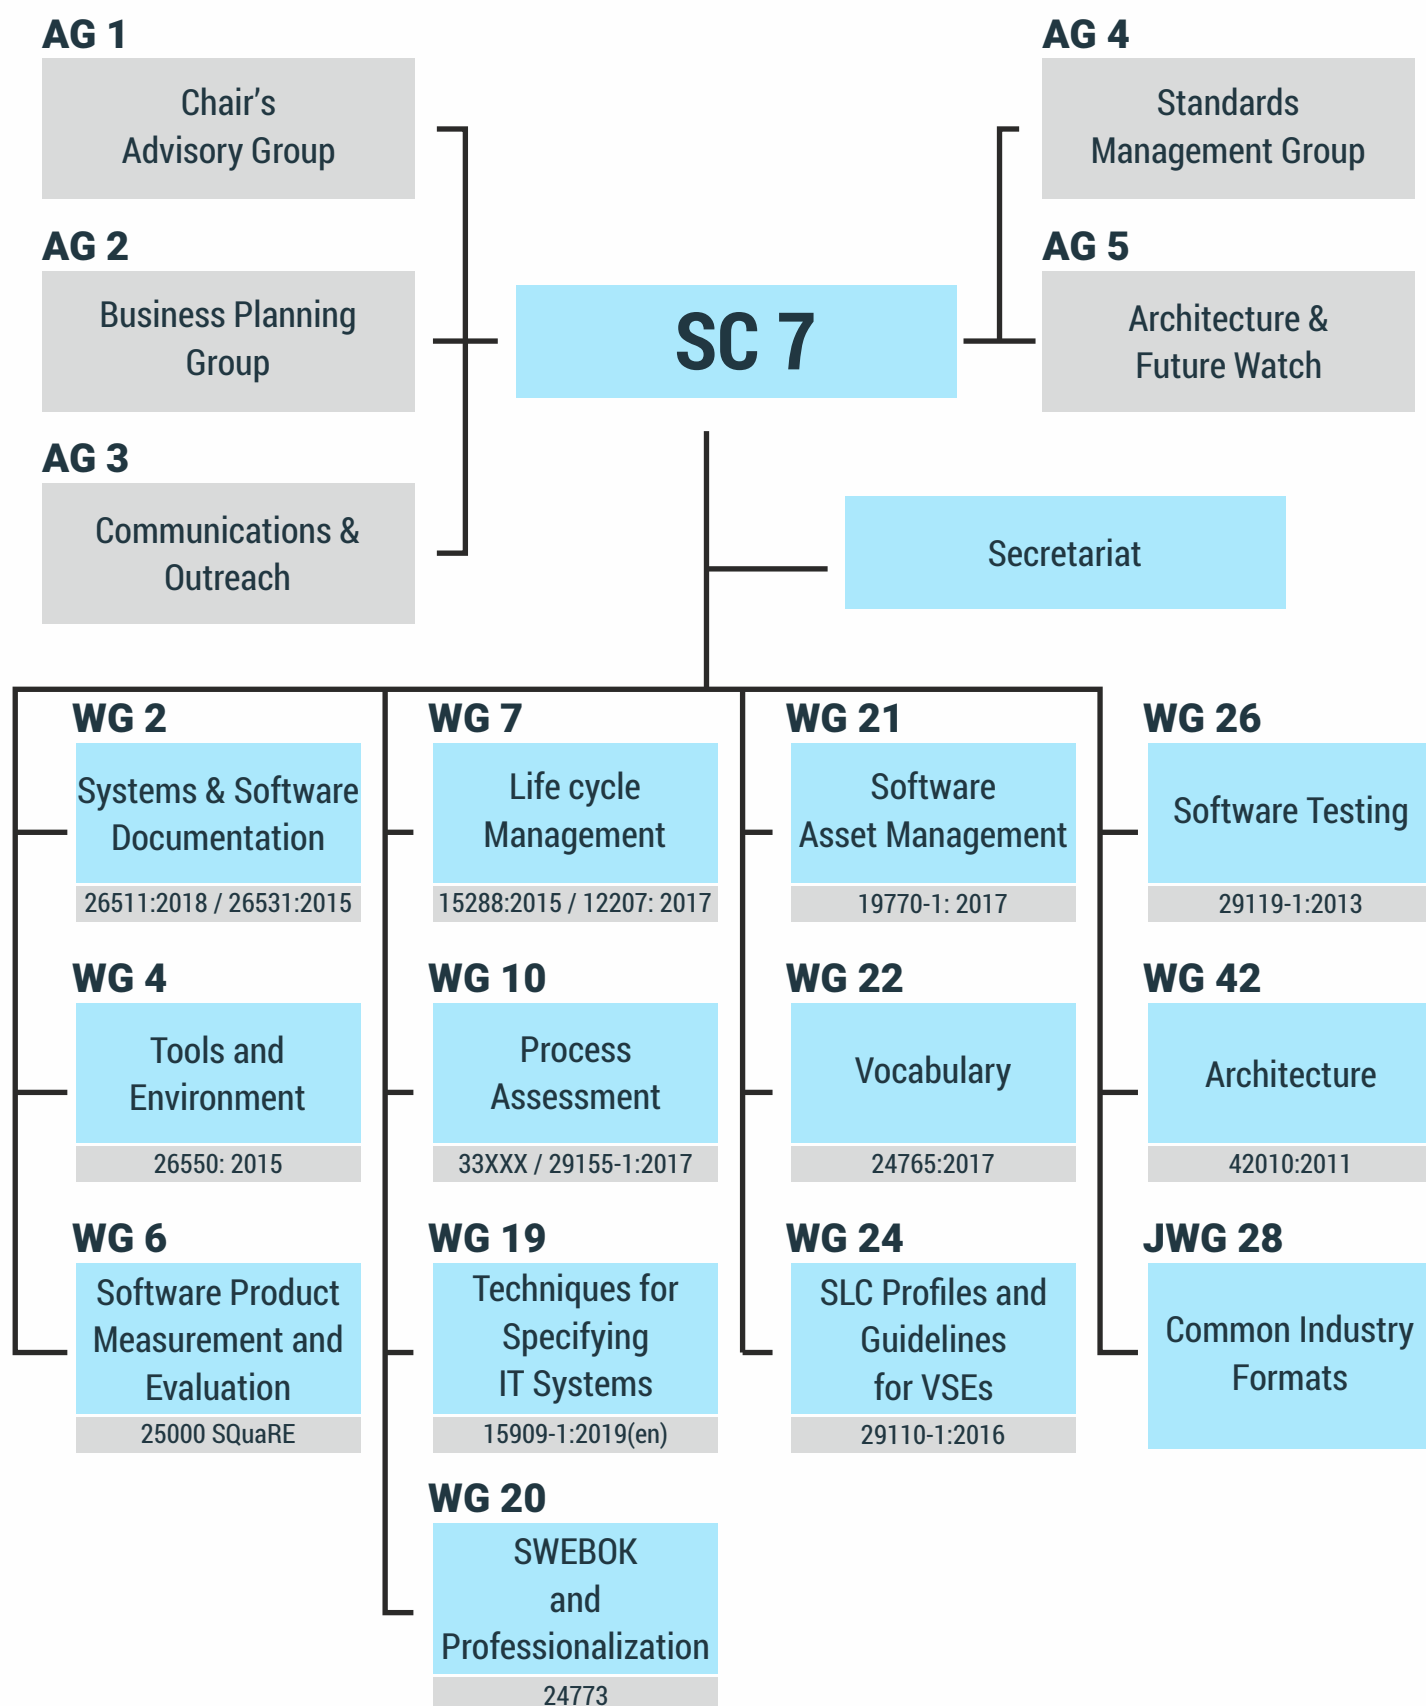 AG 1
Chair’s
Advisory Group
AG 2
Business Planning
Group
AG 3
Communications &
Outreach
SC 7
AG 4
Standards
Management Group
AG 5
Architecture &
Future Watch
Secretariat
WG 2
Systems & Software
Documentation
26511:2018 / 26531:2015
WG 4
Tools and
Environment
26550: 2015
WG 6
Software Product
Measurement and
Evaluation
25000 SQuaRE
WG 7
Life cycle
Management
15288:2015 / 12207: 2017
WG 10
Process
Assessment
33XXX / 29155-1:2017
WG 19
Techniques for
Specifying
IT Systems
15909-1:2019(en)
WG 20
SWEBOK
and
Professionalization
24773
WG 21
Software
Asset Management
19770-1: 2017
WG 22
Vocabulary
24765:2017
WG 24
SLC Profiles and
Guidelines
for VSEs
29110-1:2016
WG 26
Software Testing
29119-1:2013
WG 42
Architecture
42010:2011
JWG 28
Common Industry
Formats